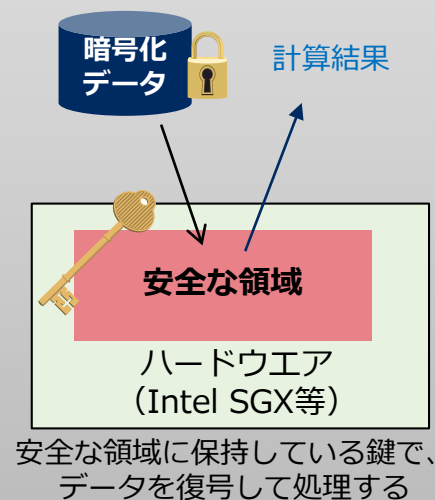 暗号化
データ
計算結果
安全な領域
ハードウエア
（Intel SGX等）
安全な領域に保持している鍵で、
データを復号して処理する